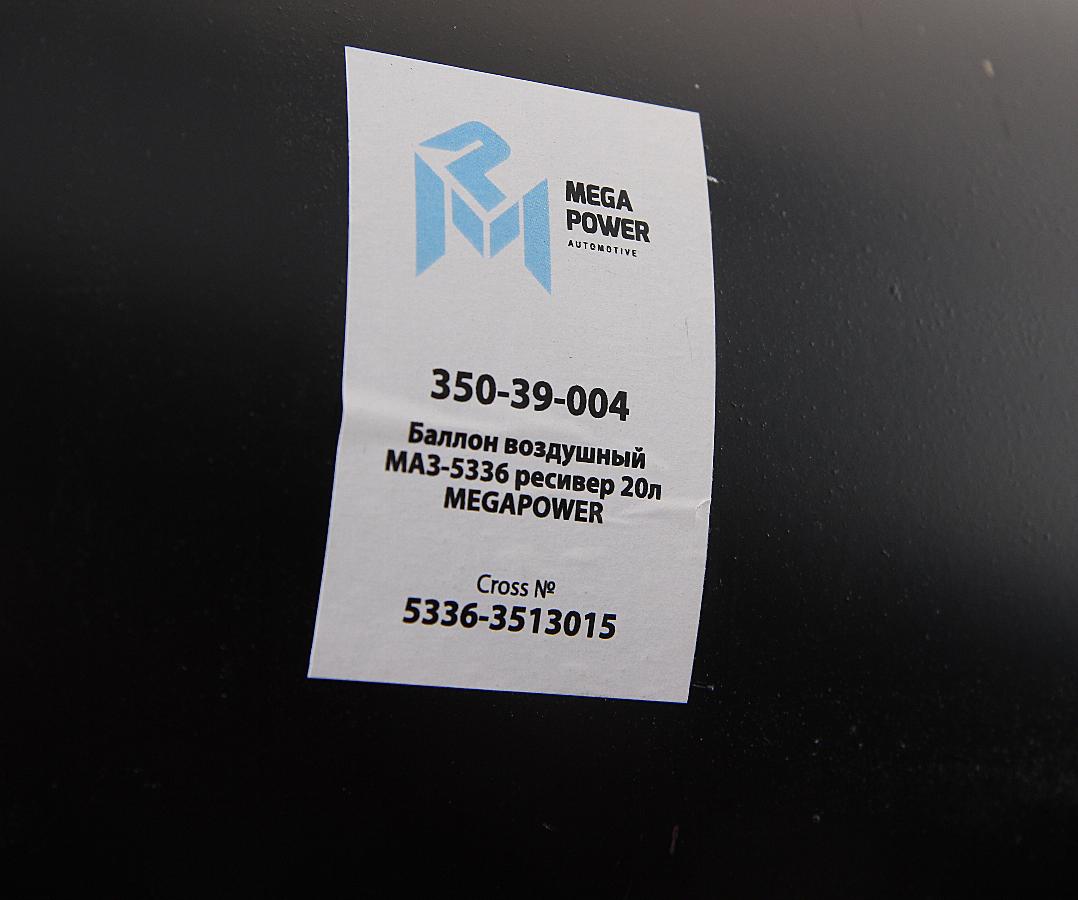 MEGA
POWER
AUTOMOTIVE
350-39-004
Баллон воздушный
МАЗ-5336 ресивер 20л
MEGAPOWER
Cross №
5336-3513015